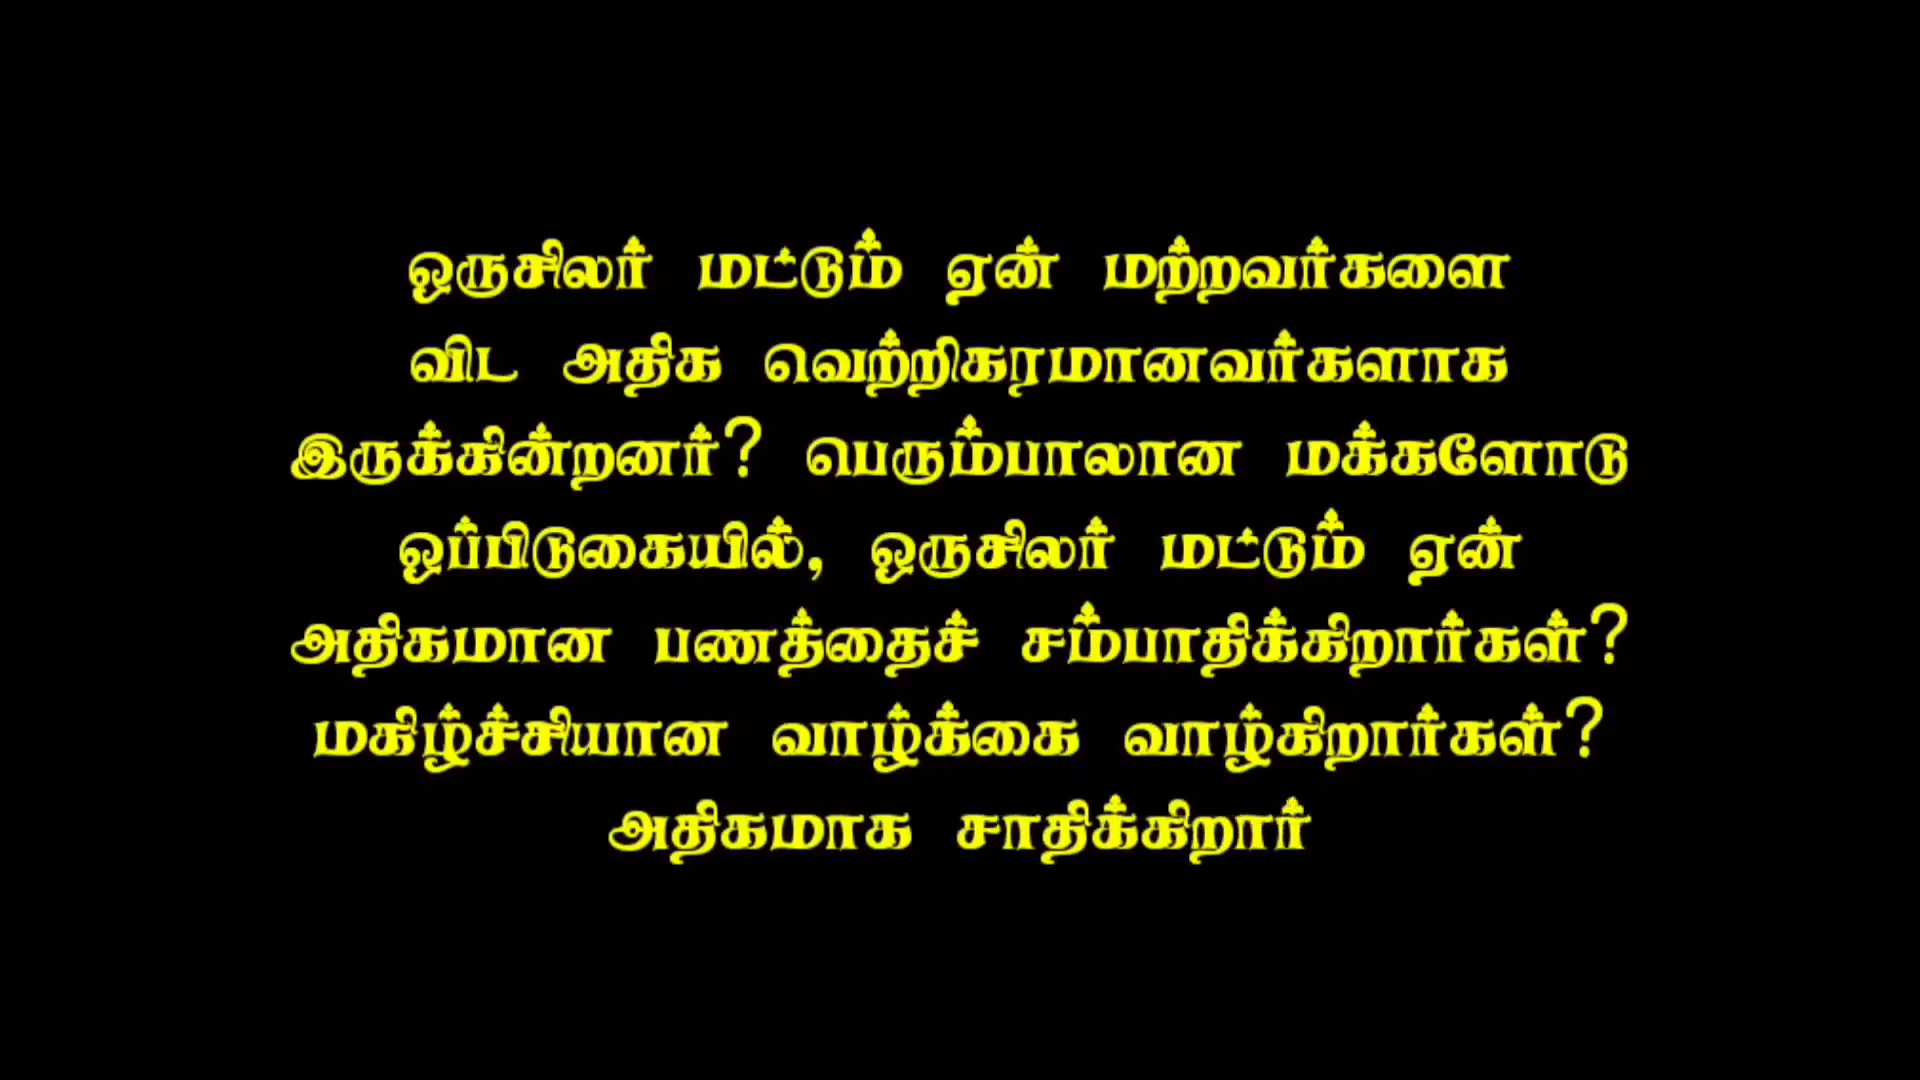 ஒருசிலர் மட்டும் ஏன் மற்றவர்களை
விட அதிக வெற்றிகரமானவர்களாக
இருக்கின்றனர்? பெரும்பாலான மக்களோடு
ஒப்பிடுகையில், ஒருசிலர் மட்டும் ஏன்
அதிகமான பணத்தைச் சம்பாதிக்கிறார்கள்?
மகிழ்ச்சியான வாழ்க்கை வாழ்கிறார்கள்?
அதிகமாக சாதிக்கிறார்